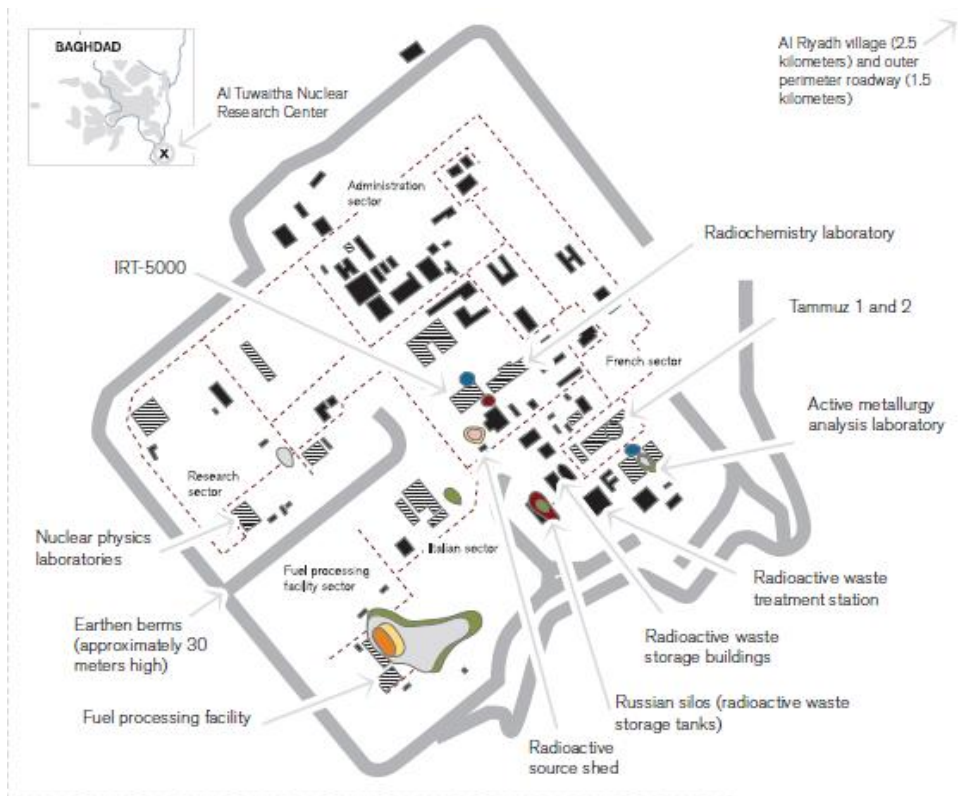 BAGHDAD
Al Tuwaitha Nuclear
Research Center
X
Al Riyadh village (2.5
kilometers) and outer
perimeter roadway (1.5
kilometers)
Administration
sector
Radiochemistry laboratory
IRT-5000
Tammuz 1 and 2
French sector
Active metallurgy
analysis laboratory
Research
sector
Nuclear physics
laboratories
Italian sector
Fuel processing
facility sector
Radioactive waste
treatment station
Earthen berms
(approximately 30
meters high)
Radioactive waste
storage buildings
Fuel processing facility
Russian silos (radioactive waste
storage tanks)
Radioactive
source shed